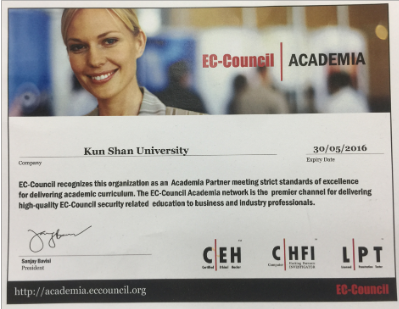 EC-Council ACADEMIA
Kun Shan University 30/05/2016
Company Expiry Date
EC-Council recognizes this organization as an Academia Partner meeting strict standards of excellence
for delivering academic curriculum. The EC-Council Academia network is the premier channel for delivering
high-quality EC-Council security related education to business and industry professionals.
Sanjay Bavisi
President
CEH CHFI LPT
Certified Ethical Hacker
Computer Hacking Forensic
INVESTIGATOR
http://academia.eccouncil.org EC-Council